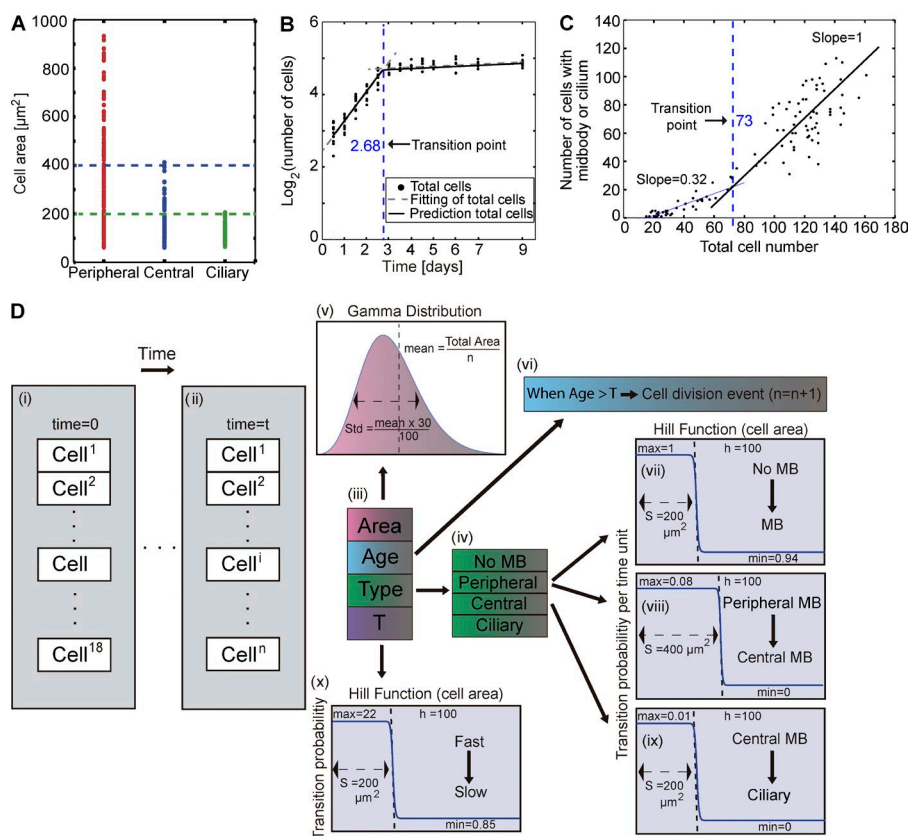 A
Cell area [µm²]
1000
800
600
400
200
0
Peripheral Central Ciliary
B
Log₂(number of cells)
6
4
2
0
2.68
Transition point
Total cells
Fitting of total cells
Prediction total cells
0 1 2 3 4 5 6 7 8 9
Time [days]
C
Number of cells with
midbody or cilium
140
120
100
80
60
40
20
0
Slope=1
Transition
point
73
Slope=0.32
0 20 40 60 80 100 120 140 160 180
Total cell number
D
Time
(i)
time=0
Cell¹
Cell²
Cell
Cell¹⁸
(ii)
time=t
Cell¹
Cell²
Cellⁱ
Cellⁿ
(v)
Gamma Distribution
mean = Total Area
n
Std = mean x 30
100
(vi)
When Age >T → Cell division event (n=n+1)
(iii)
Area
Age
Type
T
(iv)
No MB
Peripheral
Central
Ciliary
Transition probability per time unit
Hill Function (cell area)
max=1 h =100
(vii)
No MB
MB
S =200
µm²
min=0.94
max=0.08 h =100
(viii)
Peripheral MB
Central MB
S =400 µm²
min=0
max=0.01 h =100
(ix)
Central MB
Ciliary
S =200
µm²
min=0
(x)
Hill Function (cell area)
Transition probabitliy
max=22 h =100
Fast
Slow
S =200
µm²
min=0.85